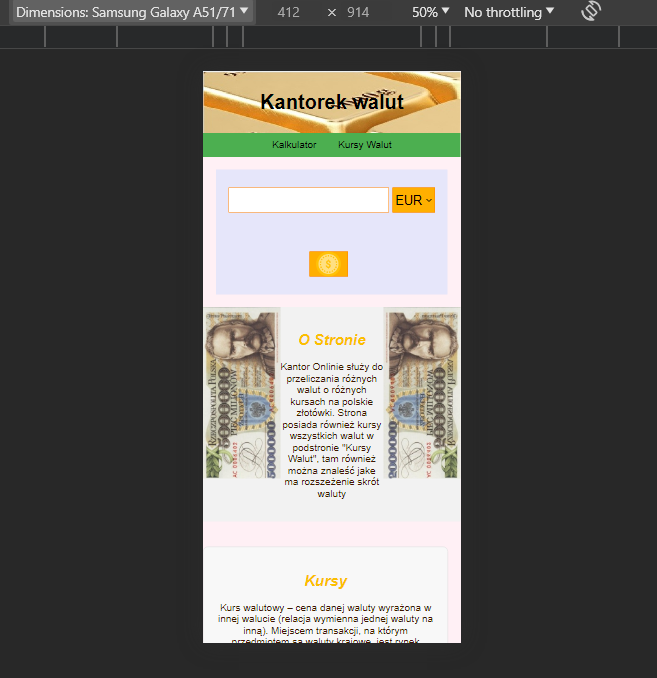 Dimensions: Samsung Galaxy A51/71 ▼ 412 × 914 50% ▼ No throttling ▼
Kantorek walut
Kalkulator Kursy Walut
EUR
$
O Stronie
Kantor Onlinie służy do
przeliczania różnych
walut o różnych
kursach na polskie
złotówki. Strona
posiada również kursy
wszystkich walut w
podstronie "Kursy
Walut", tam również
można znaleść jake
ma rozszeżenie skrót
waluty
Kursy
Kurs walutowy – cena danej waluty wyrażona w
innej walucie (relacja wymienna jednej waluty na
inną). Miejscem transakcji, na którym
przedmiotem są waluty krajowe, jest rynek